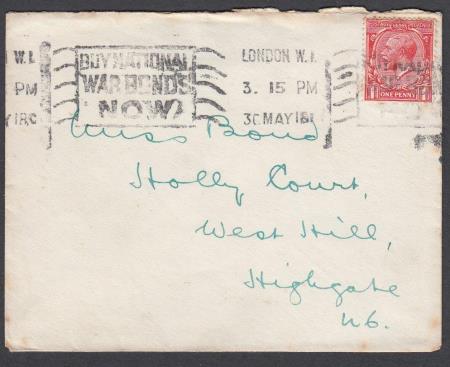 W.1.
PM
BUY NATIONAL
WAR BONDS
NOW
LONDON W.1.
3. 15 PM
30 MAY 18
ONE PENNY
Miss Bond
Holly Court,
West Hill,
Highgate
N6.